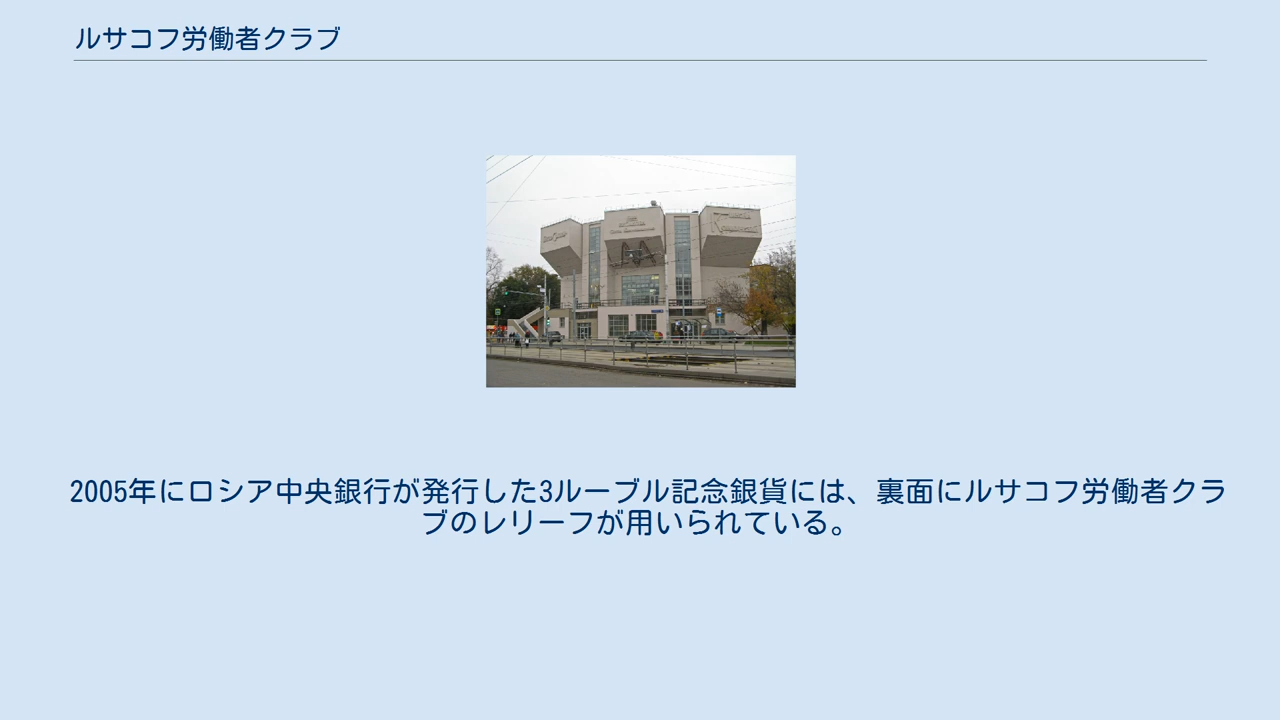 ルサコフ労働者クラブ
2005年にロシア中央銀行が発行した3ルーブル記念銀貨には、裏面にルサコフ労働者クラ
ブのレリーフが用いられている。